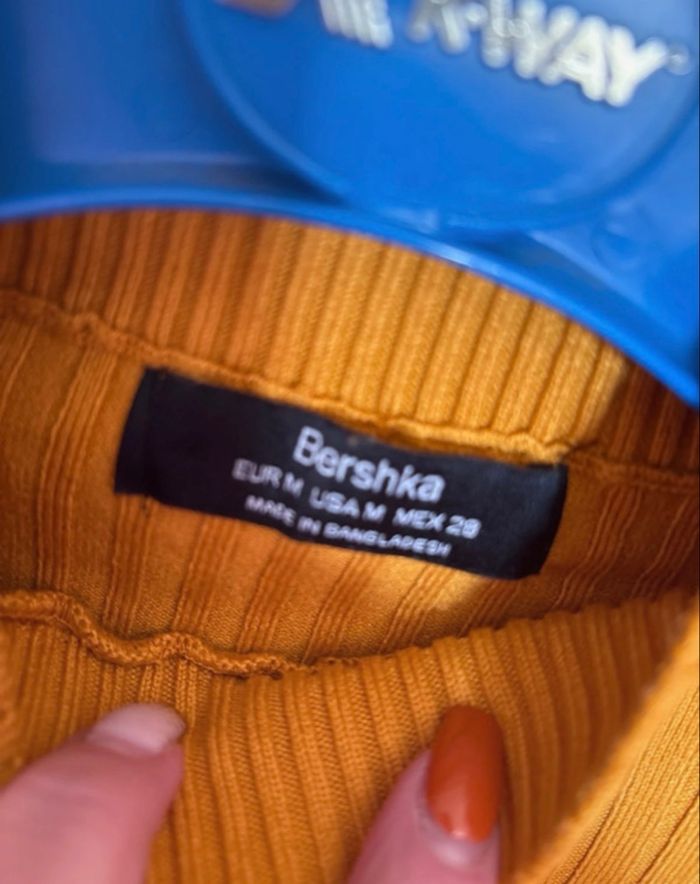 K-WAY
Bershka
EUR M USA M MEX 28
MADE IN BANGLADESH